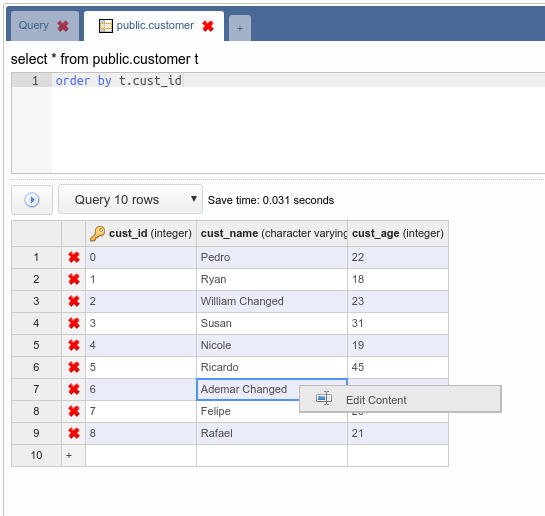 Query public.customer +
select * from public.customer t
1 order by t.cust_id
Query 10 rows Save time: 0.031 seconds
cust_id (integer) cust_name (character varying cust_age (integer)
1 0 Pedro 22
2 1 Ryan 18
3 2 William Changed 23
4 3 Susan 31
5 4 Nicole 19
6 5 Ricardo 45
7 6 Ademar Changed
Edit Content
8 7 Felipe
9 8 Rafael 21
10 +